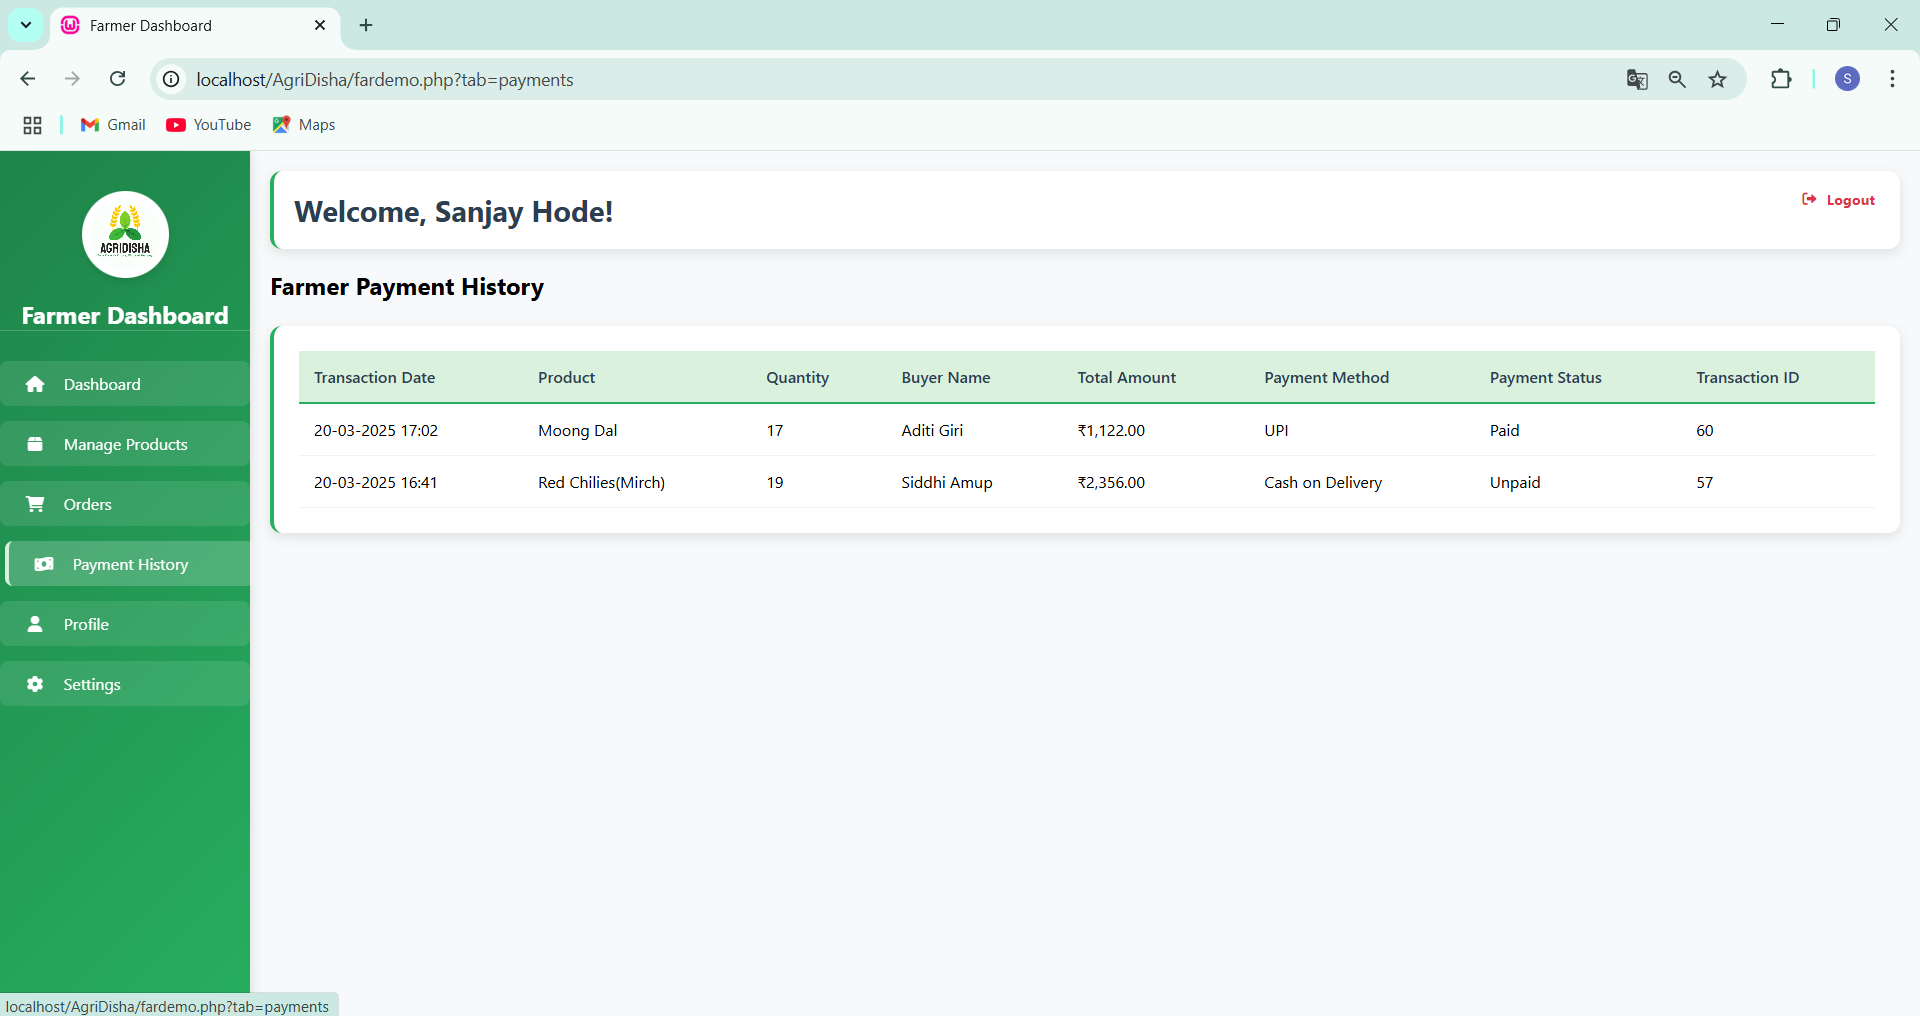 Farmer Dashboard
localhost/AgriDisha/fardemo.php?tab=payments
S
Gmail
YouTube
Maps
AGRIDISHA
Farmer Dashboard
Dashboard
Manage Products
Orders
Payment History
Profile
Settings
Welcome, Sanjay Hode!
Logout
Farmer Payment History
Transaction Date Product Quantity Buyer Name Total Amount Payment Method Payment Status Transaction ID
20-03-2025 17:02 Moong Dal 17 Aditi Giri ₹1,122.00 UPI Paid 60
20-03-2025 16:41 Red Chilies(Mirch) 19 Siddhi Amup ₹2,356.00 Cash on Delivery Unpaid 57
localhost/AgriDisha/fardemo.php?tab=payments